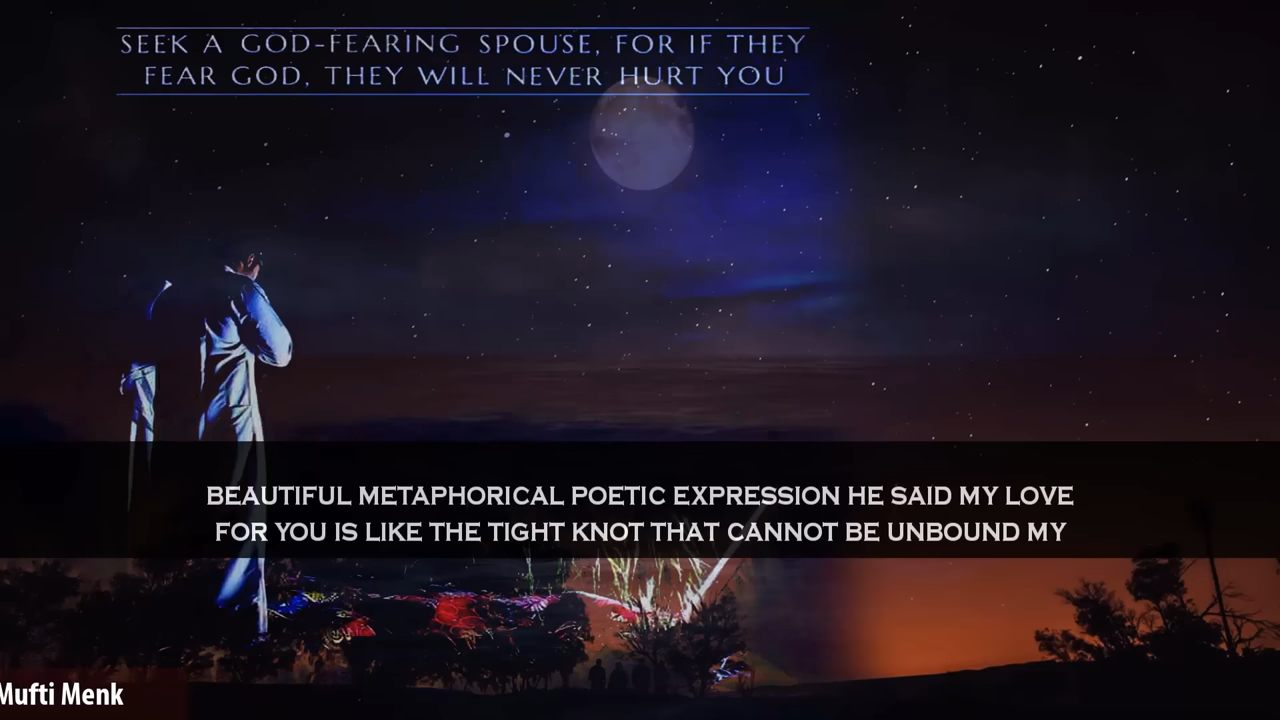 SEEK A GOD-FEARING SPOUSE, FOR IF THEY
FEAR GOD, THEY WILL NEVER HURT YOU
BEAUTIFUL METAPHORICAL POETIC EXPRESSION HE SAID MY LOVE
FOR YOU IS LIKE THE TIGHT KNOT THAT CANNOT BE UNBOUND MY
Mufti Menk